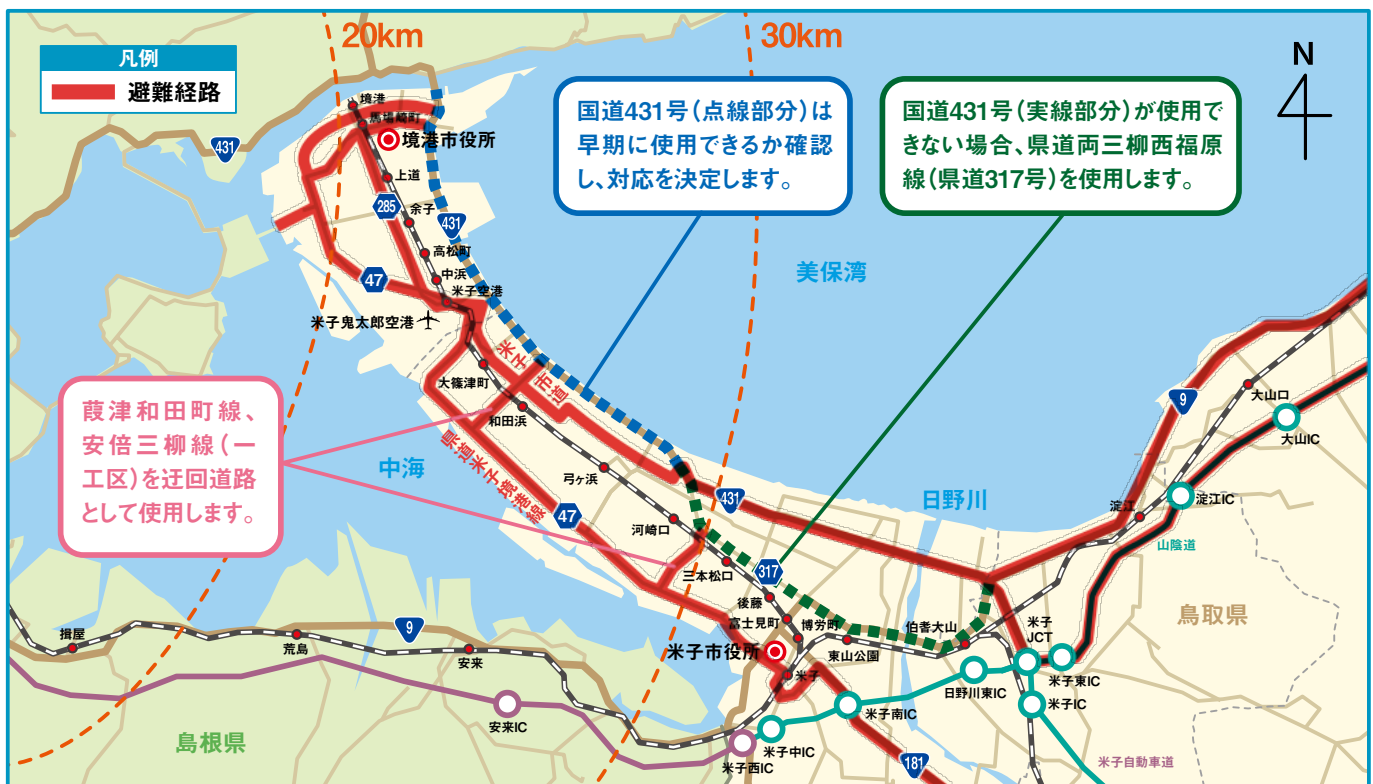 20km
30km
N
凡例
避難経路
国道431号（点線部分）は
早期に使用できるか確認
し、対応を決定します。
国道431号（実線部分）が使用で
きない場合、県道両三柳西福原
線（県道317号）を使用します。
境港
馬場崎町
境港市役所
431
上道
285
余子
431
高松町
中浜
47
米子空港
米子鬼太郎空港
美保湾
米子市道
大篠津町
和田浜
葭津和田町線、
安倍三柳線（一
工区）を迂回道路
として使用します。
中海
県道米子境港線
弓ヶ浜
47
431
日野川
9
大山口
大山IC
淀江IC
淀江
山陰道
河崎口
三本松口
317
後藤
富士見町
博労町
伯耆大山
東山公園
米子
JCT
鳥取県
米子市役所
米子
米子東IC
日野川東IC
米子IC
米子南IC
米子中IC
米子西IC
181
米子自動車道
揖屋
9
荒島
安来
安来IC
島根県